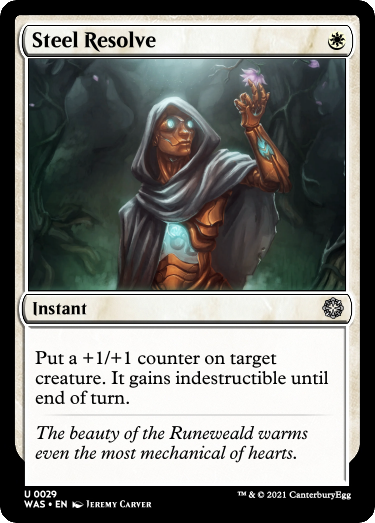 Steel Resolve
Instant
Put a +1/+1 counter on target
creature. It gains indestructible until
end of turn.
The beauty of the Runeweald warms
even the most mechanical of hearts.
U 0029
WAS • EN Jeremy Carver
™ & © 2021 CanterburyEgg